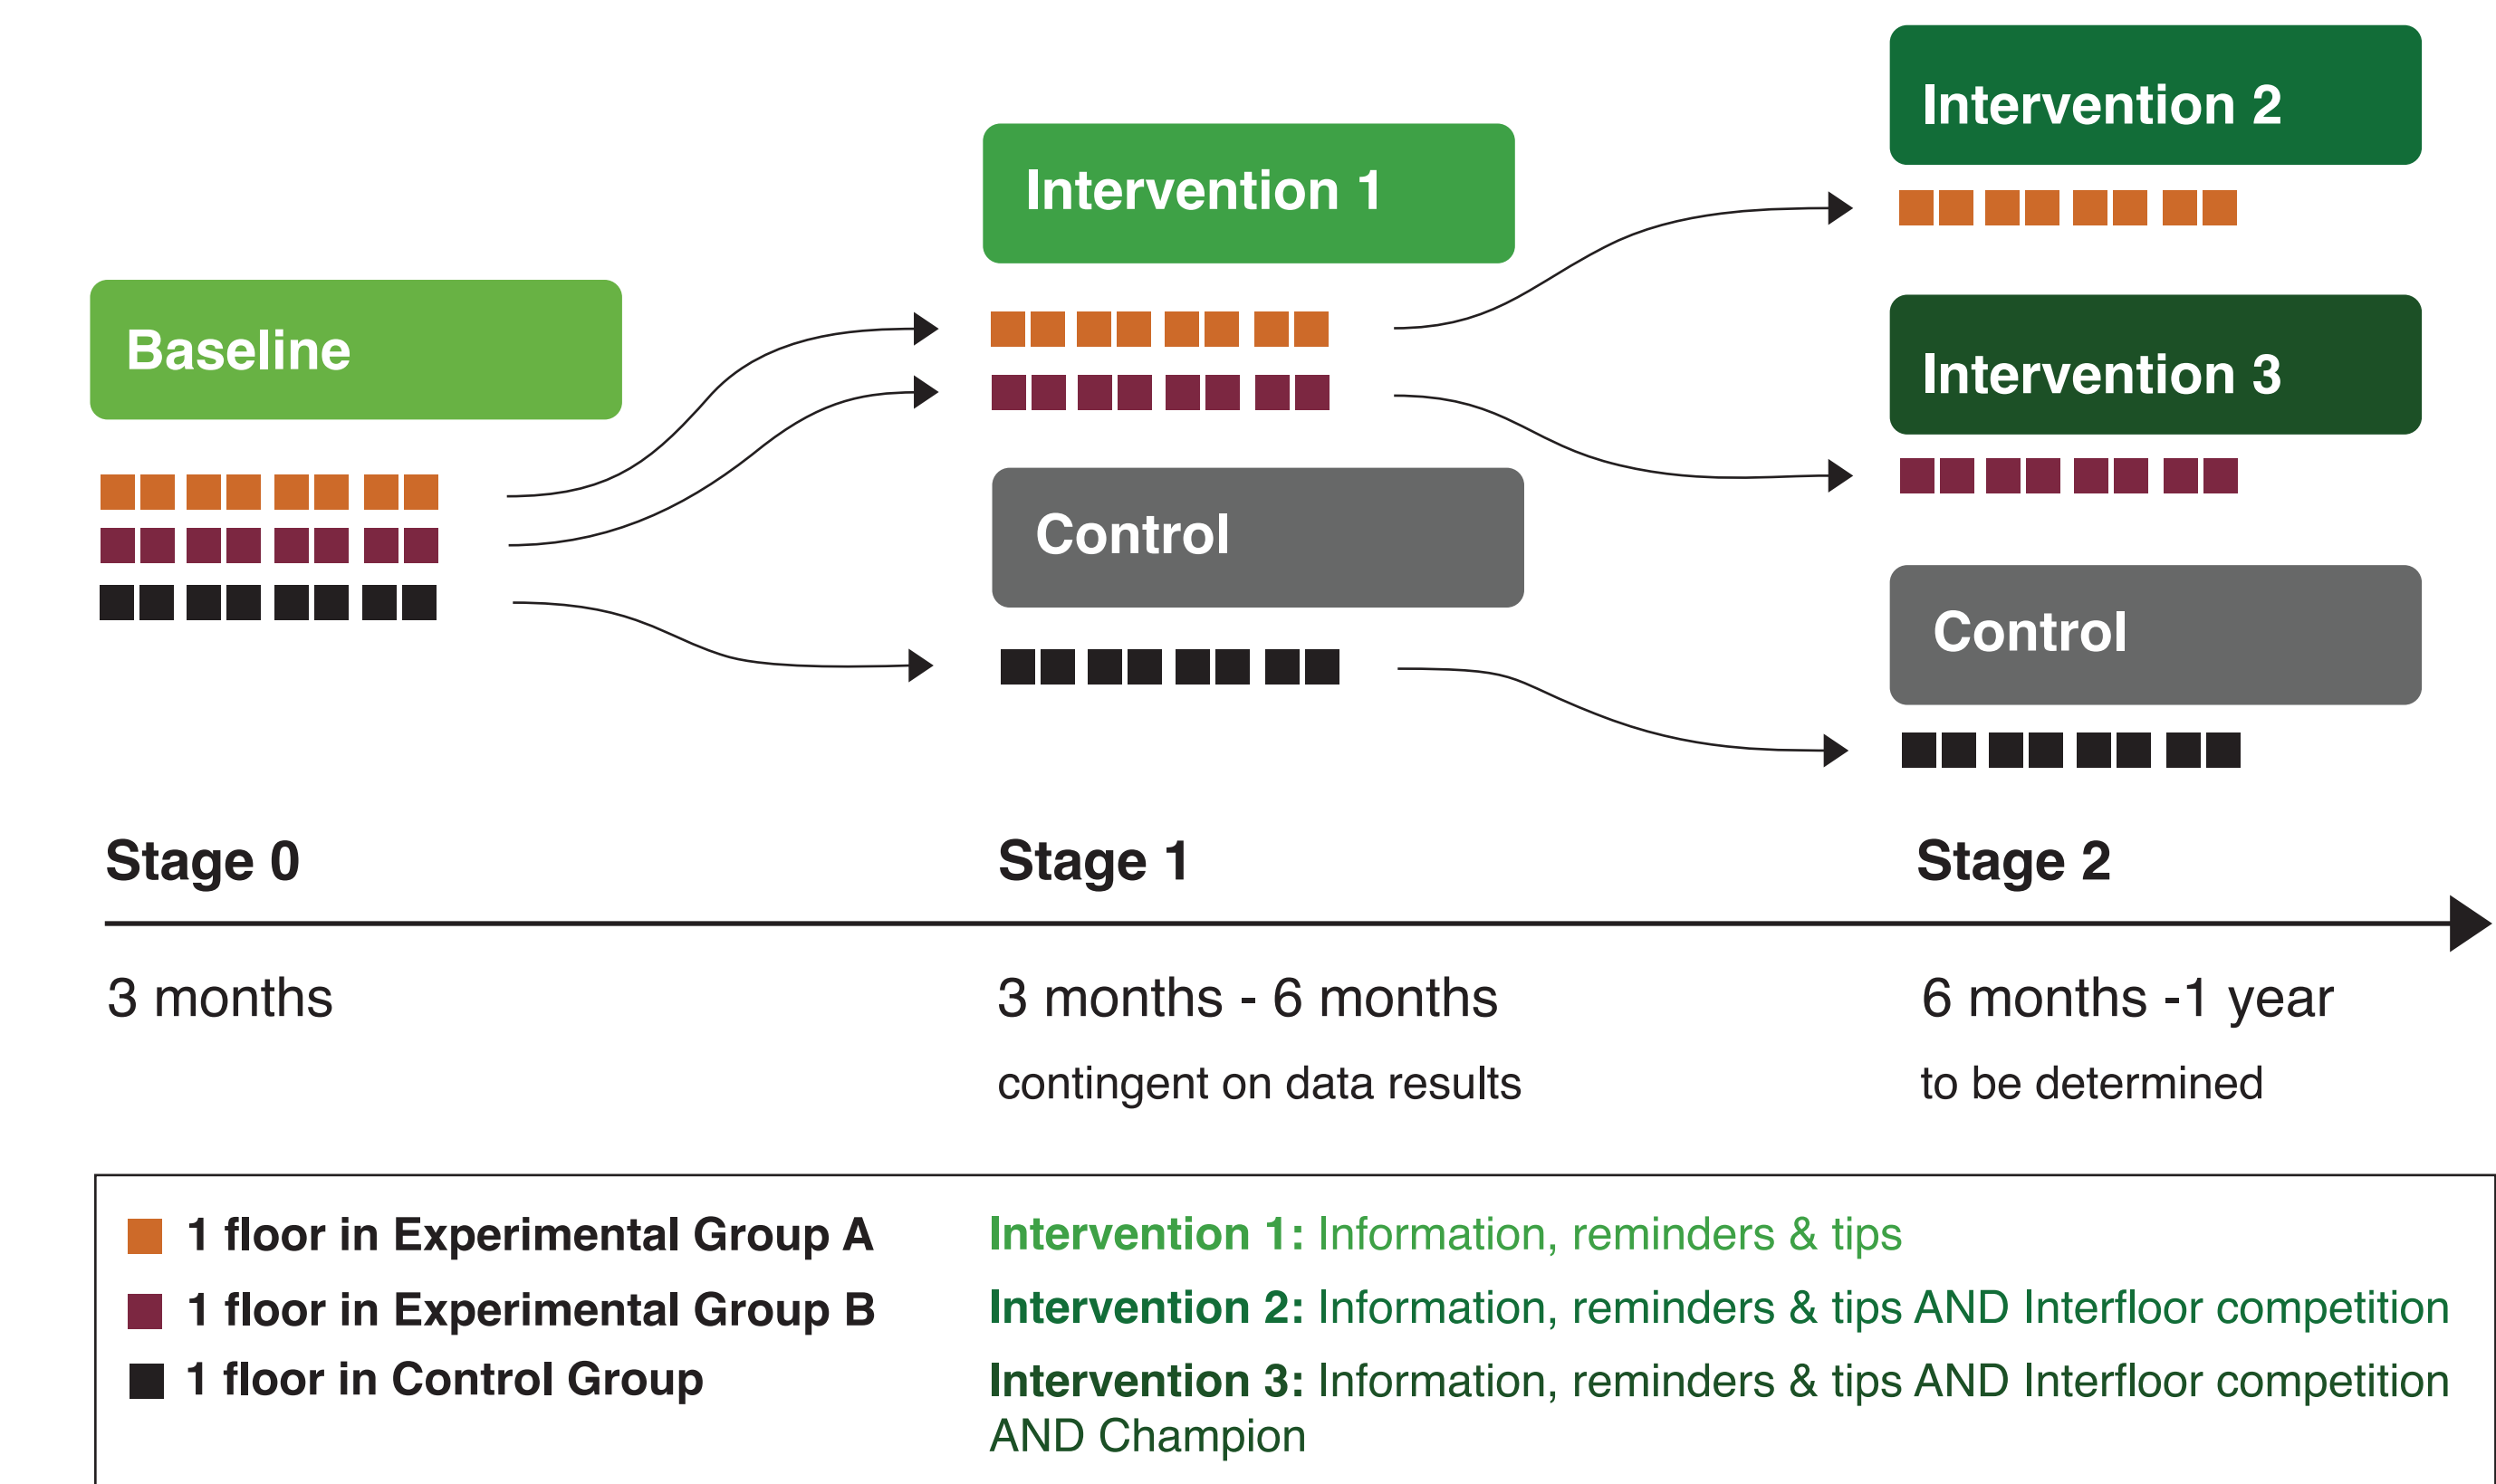 Intervention 2
Intervention 1
Baseline
Intervention 3
Control
Control
Stage 0
Stage 1
Stage 2
3 months
3 months - 6 months
6 months -1 year
contingent on data results
to be determined
1 floor in Experimental Group A
1 floor in Experimental Group B
1 floor in Control Group
Intervention 1: Information, reminders & tips
Intervention 2: Information, reminders & tips AND Interfloor competition
Intervention 3: Information, reminders & tips AND Interfloor competition
AND Champion